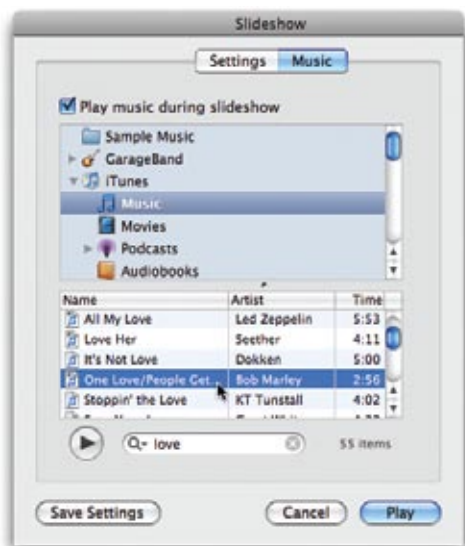 Slideshow
Settings Music
Play music during slideshow
Sample Music
GarageBand
iTunes
Music
Movies
Podcasts
Audiobooks
Name Artist Time
All My Love Led Zeppelin 5:53
Love Her Seether 4:11
It's Not Love Dokken 5:00
One Love/People Get... Bob Marley 2:56
Stoppin' the Love KT Tunstall 4:02
love 55 items
Save Settings Cancel Play